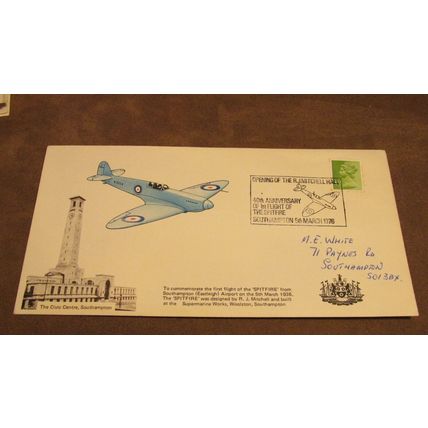 OPENING OF THE R.J. MITCHELL HALL
40th ANNIVERSARY
OF 1st FLIGHT OF
THE SPITFIRE
SOUTHAMPTON 5th MARCH 1976
M. E. WHITE
71 PAYNES RD
SOUTHAMPTON
SO1 3BX.
To commemorate the first flight of the 'SPITFIRE' from
Southampton (Eastleigh) Airport on the 5th March 1936.
The 'SPITFIRE' was designed by R. J. Mitchell and built
at the Supermarine Works, Woolston, Southampton
The Civic Centre, Southampton